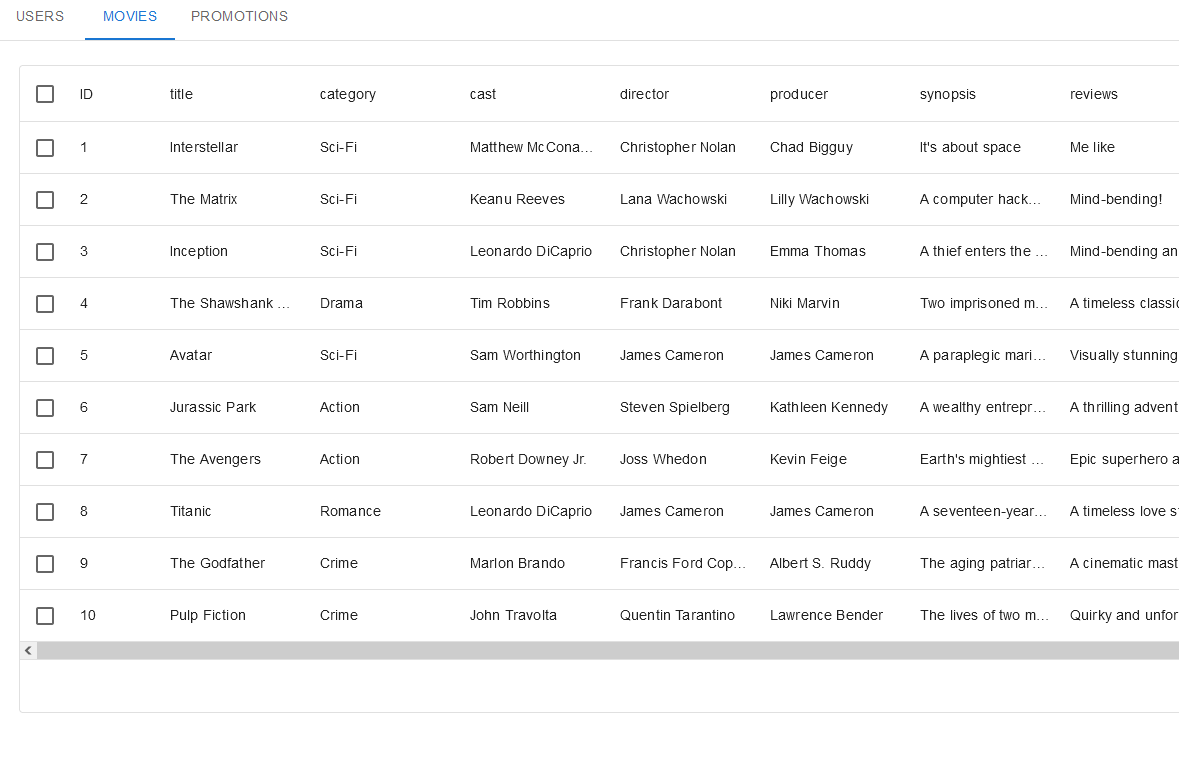 USERS MOVIES PROMOTIONS
ID title category cast director producer synopsis reviews
1 Interstellar Sci-Fi Matthew McCona... Christopher Nolan Chad Bigguy It's about space Me like
2 The Matrix Sci-Fi Keanu Reeves Lana Wachowski Lilly Wachowski A computer hack... Mind-bending!
3 Inception Sci-Fi Leonardo DiCaprio Christopher Nolan Emma Thomas A thief enters the ... Mind-bending an
4 The Shawshank ... Drama Tim Robbins Frank Darabont Niki Marvin Two imprisoned m... A timeless classic
5 Avatar Sci-Fi Sam Worthington James Cameron James Cameron A paraplegic mari... Visually stunning
6 Jurassic Park Action Sam Neill Steven Spielberg Kathleen Kennedy A wealthy entrepr... A thrilling advent
7 The Avengers Action Robert Downey Jr. Joss Whedon Kevin Feige Earth's mightiest ... Epic superhero a
8 Titanic Romance Leonardo DiCaprio James Cameron James Cameron A seventeen-year... A timeless love s
9 The Godfather Crime Marlon Brando Francis Ford Cop... Albert S. Ruddy The aging patriar... A cinematic mast
10 Pulp Fiction Crime John Travolta Quentin Tarantino Lawrence Bender The lives of two m... Quirky and unfor